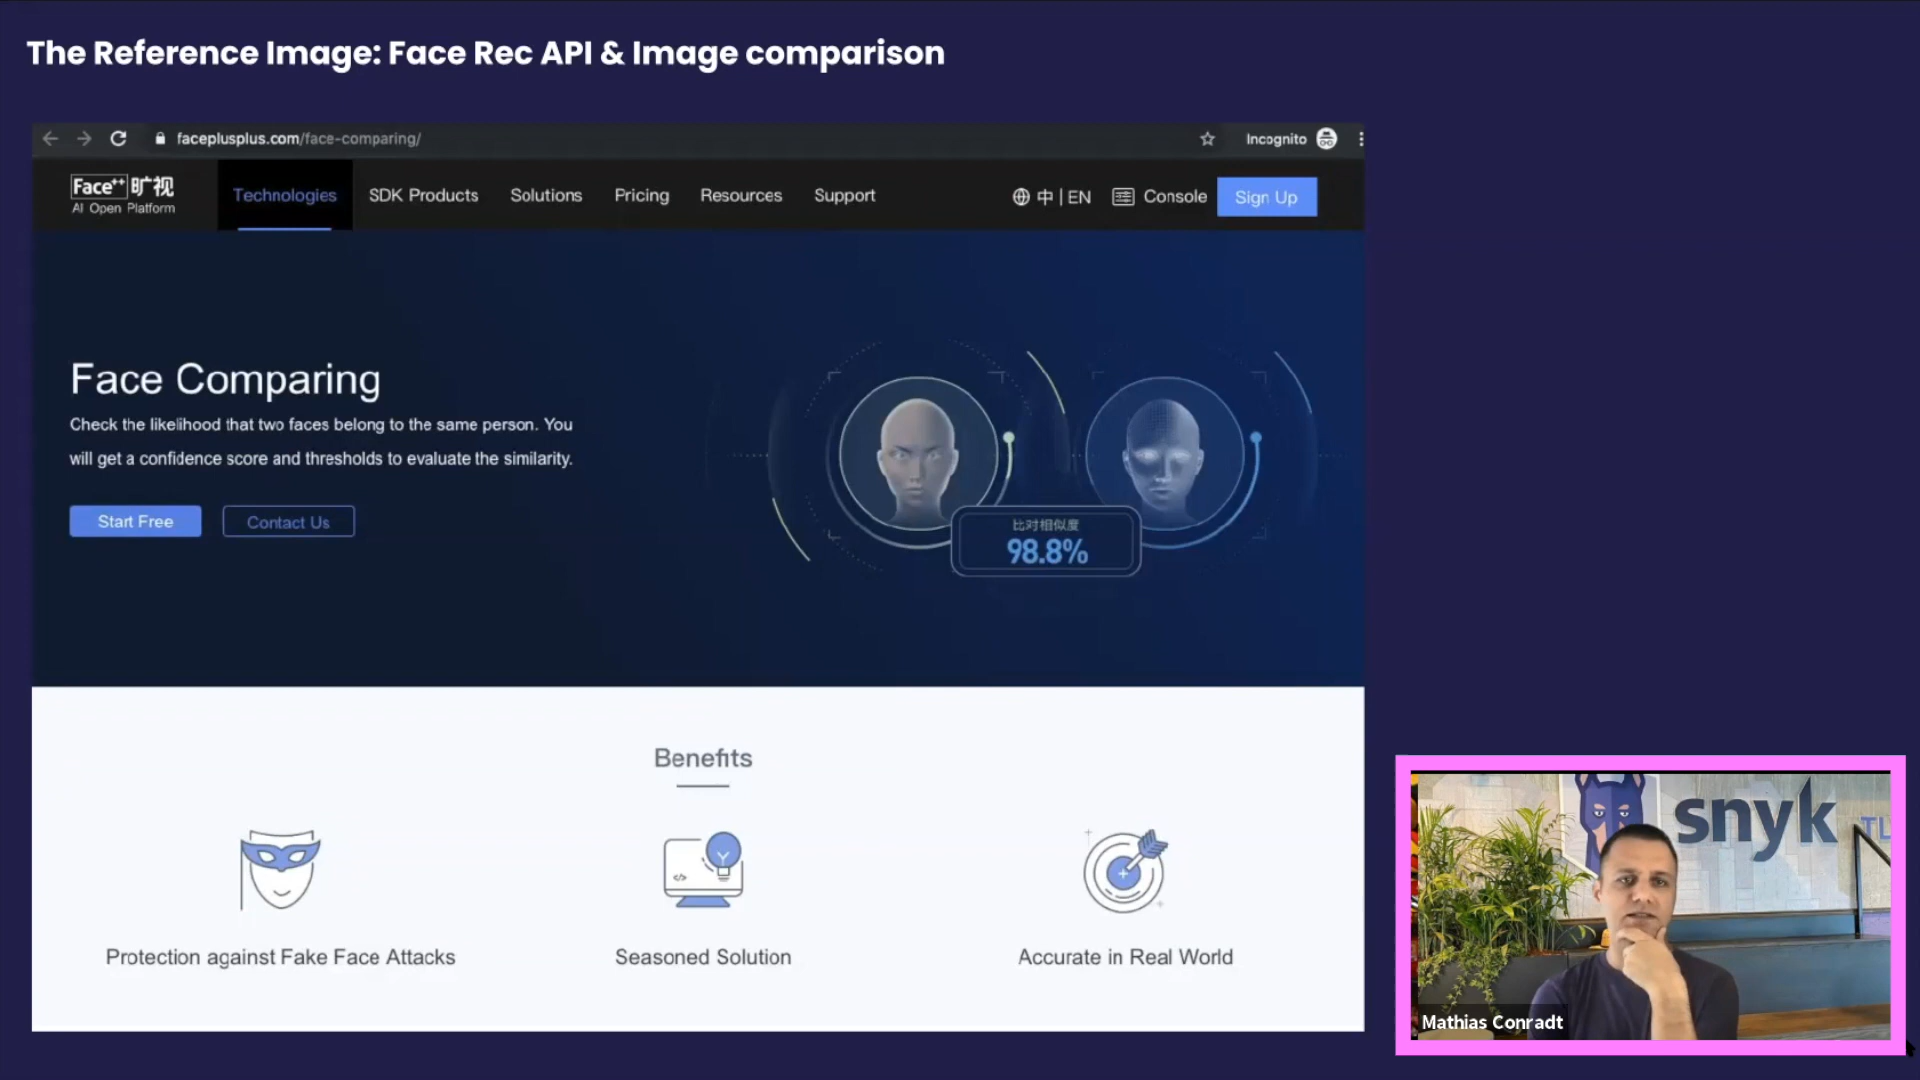 The Reference Image: Face Rec API & Image comparison
faceplusplus.com/face-comparing/
Incognito
Face++ 旷视
AI Open Platform
Technologies
SDK Products
Solutions
Pricing
Resources
Support
中 | EN
Console
Sign Up
Face Comparing
Check the likelihood that two faces belong to the same person. You
will get a confidence score and thresholds to evaluate the similarity.
Start Free
Contact Us
比对相似度
98.8%
Benefits
Protection against Fake Face Attacks
Seasoned Solution
Accurate in Real World
snyk
TL
Mathias Conradt